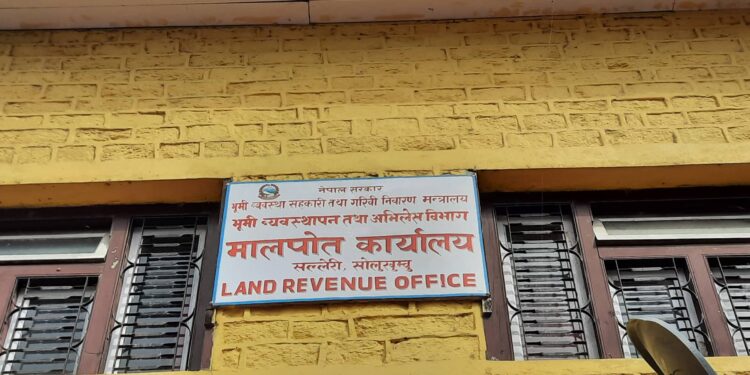 नेपाल सरकार
भूमी व्यवस्था सहकारी तथा गरिवी निवारण मन्त्रालय
भूमी व्यवस्थापन तथा अभिलेस विभाग
मालपोत कार्यालय
सल्लेरी, सोलुखुम्बु
LAND REVENUE OFFICE